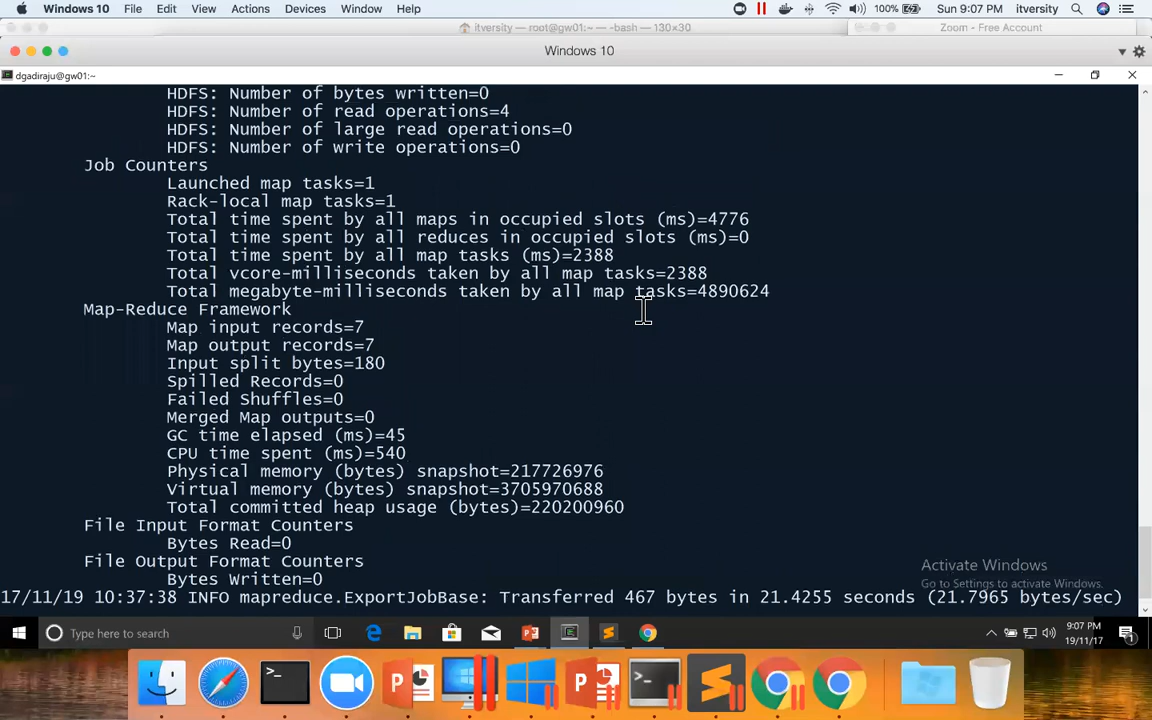 Windows 10 File Edit View Actions Devices Window Help 100% Sun 9:07 PM itversity
itversity — root@gw01:~ — -bash — 130×30
Zoom - Free Account
Windows 10
dgadiraju@gw01:~
HDFS: Number of bytes written=0
HDFS: Number of read operations=4
HDFS: Number of large read operations=0
HDFS: Number of write operations=0
Job Counters
Launched map tasks=1
Rack-local map tasks=1
Total time spent by all maps in occupied slots (ms)=4776
Total time spent by all reduces in occupied slots (ms)=0
Total time spent by all map tasks (ms)=2388
Total vcore-milliseconds taken by all map tasks=2388
Total megabyte-milliseconds taken by all map tasks=4890624
Map-Reduce Framework
Map input records=7
Map output records=7
Input split bytes=180
Spilled Records=0
Failed Shuffles=0
Merged Map outputs=0
GC time elapsed (ms)=45
CPU time spent (ms)=540
Physical memory (bytes) snapshot=217726976
Virtual memory (bytes) snapshot=3705970688
Total committed heap usage (bytes)=220200960
File Input Format Counters
Bytes Read=0
File Output Format Counters
Bytes Written=0
Activate Windows
Go to Settings to activate Windows.
17/11/19 10:37:38 INFO mapreduce.ExportJobBase: Transferred 467 bytes in 21.4255 seconds (21.7965 bytes/sec)
Type here to search
9:07 PM
19/11/17